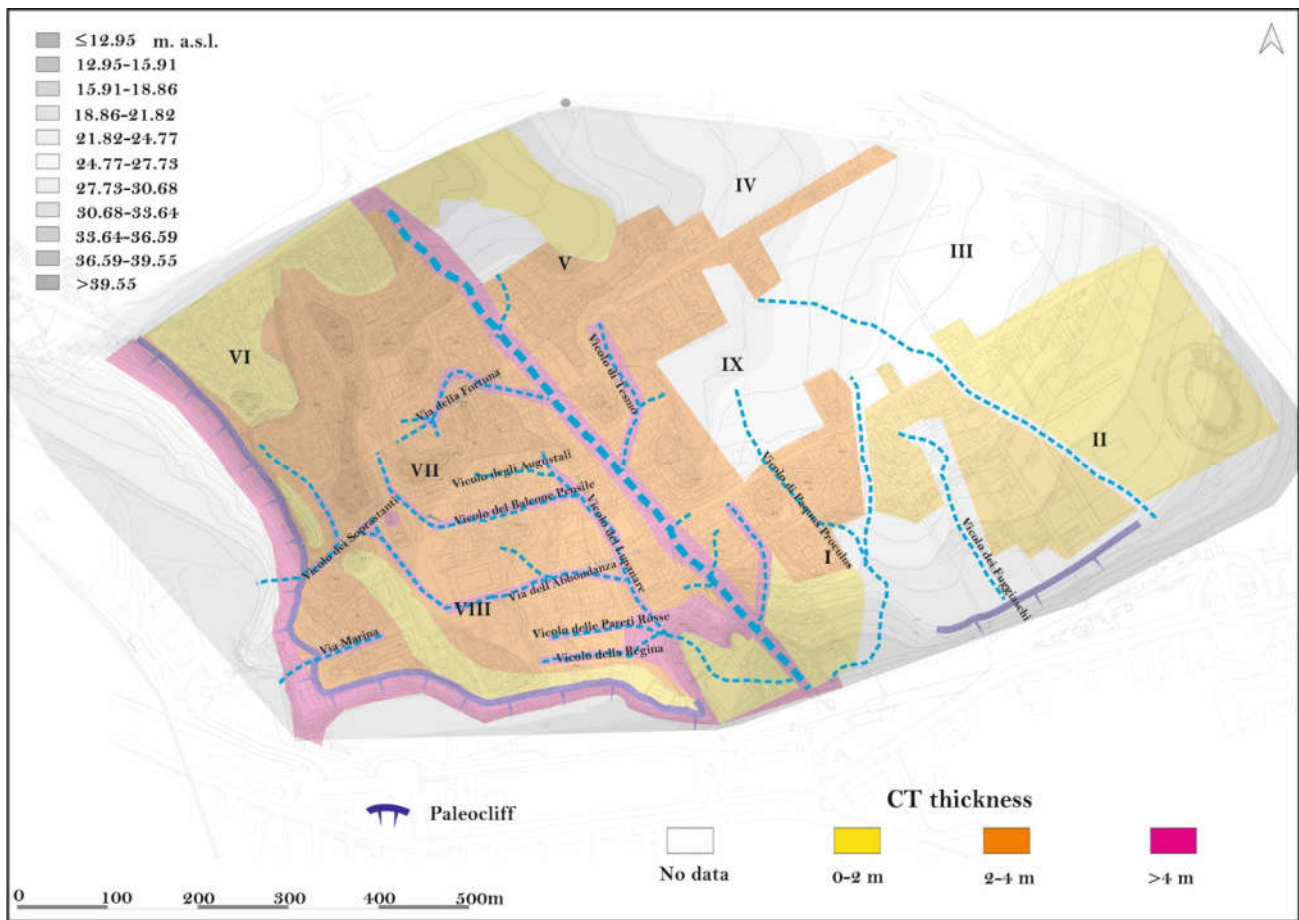 ≤12.95 m. a.s.l.
12.95-15.91
15.91-18.86
18.86-21.82
21.82-24.77
24.77-27.73
27.73-30.68
30.68-33.64
33.64-36.59
36.59-39.55
>39.55
IV
III
V
VI
IX
Vicolo di Tesmo
Via della Fortuna
II
VII
Vicolo degli Augustali
Vicolo del Balcone Pensile
Vicolo dei Soprastanti
Vicolo del Lupanare
Vicolo di Paquas Proculus
I
Vicolo dei Fuggiaschi
VIII
Via dell'Abbondanza
Vicolo delle Pareti Rosse
Via Marina
Vicolo della Regina
Paleocliff
CT thickness
No data
0-2 m
2-4 m
>4 m
0 100 200 300 400 500m